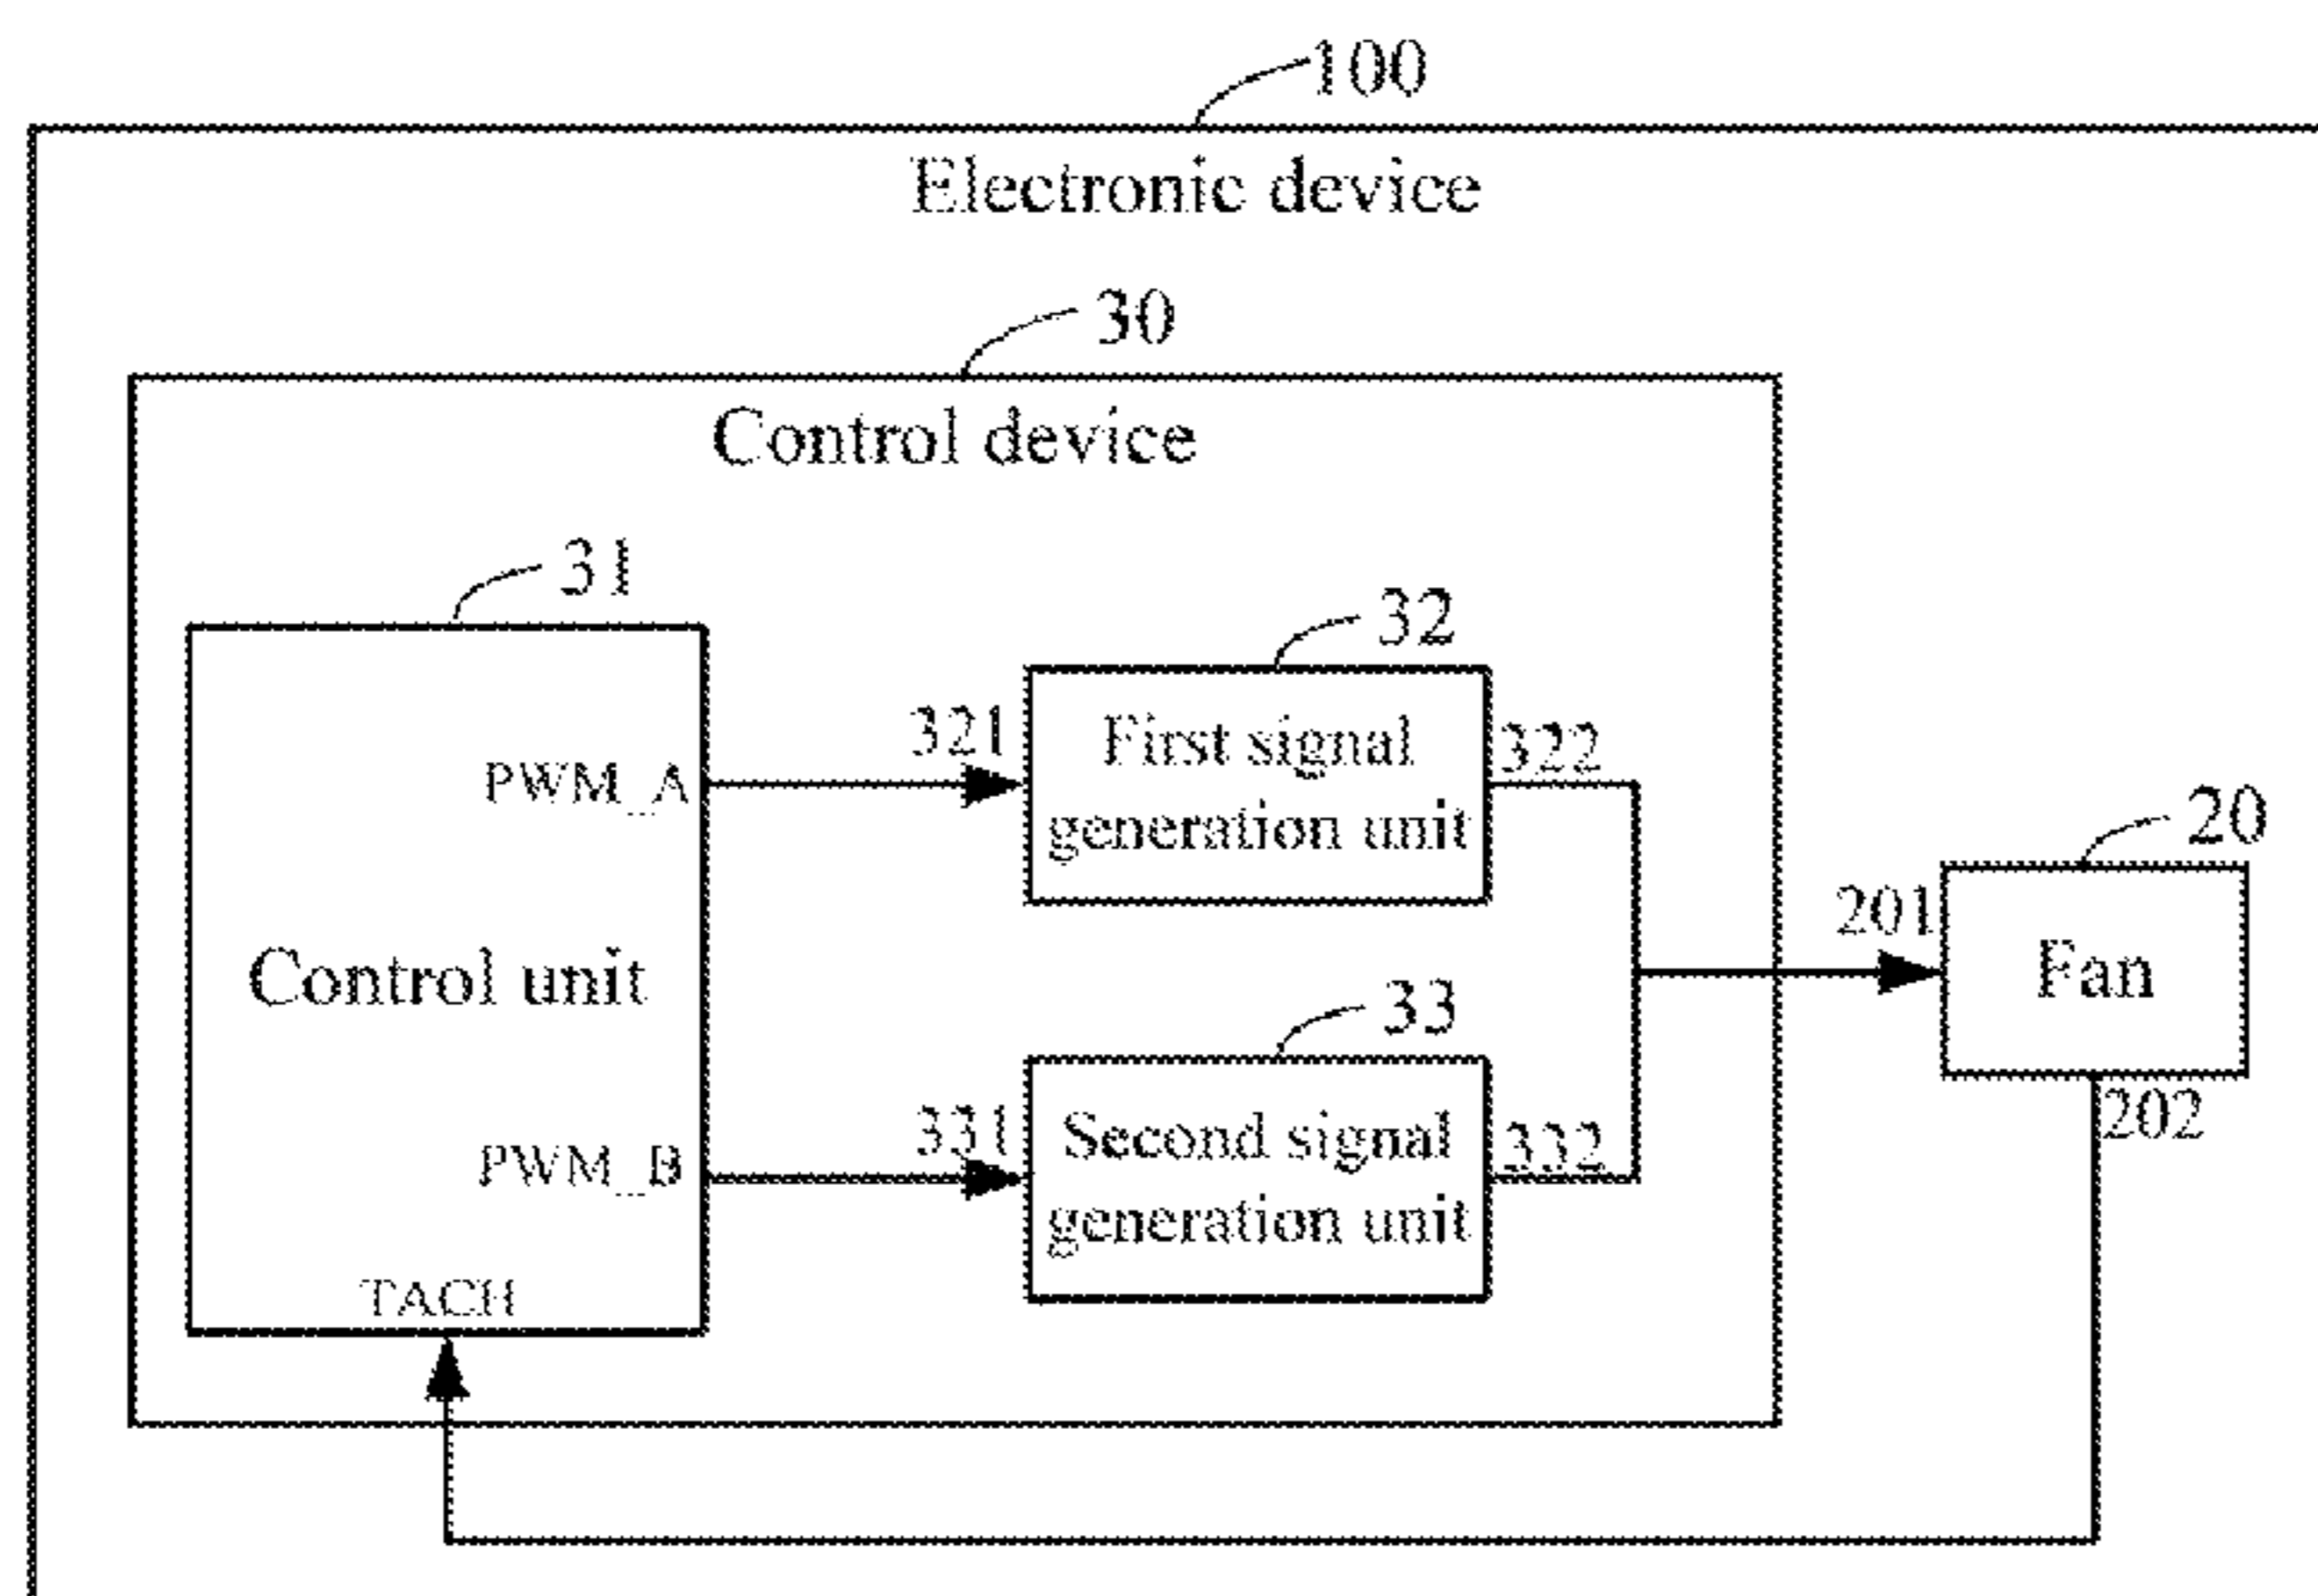 100
Electronic device
30
Control device
31
32
321
First signal
generation unit
322
PWM_A
20
201
Fan
Control unit
33
202
331
Second signal
generation unit
332
PWM_B
TACH